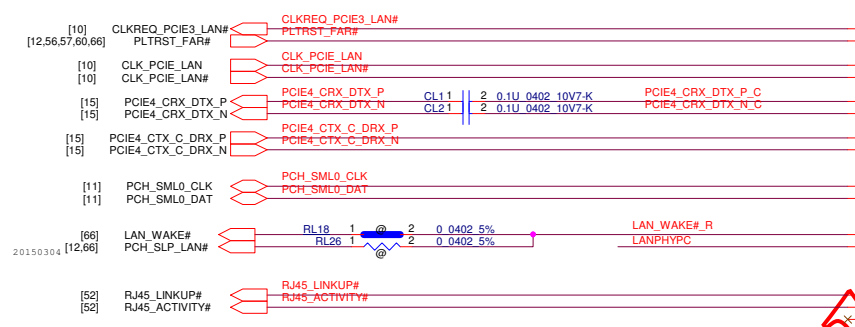 [10] CLKREQ_PCIE3_LAN# CLKREQ_PCIE3_LAN#
[12,56,57,60,66] PLTRST_FAR# PLTRST_FAR#
[10] CLK_PCIE_LAN CLK_PCIE_LAN
[10] CLK_PCIE_LAN# CLK_PCIE_LAN#
[15] PCIE4_CRX_DTX_P PCIE4_CRX_DTX_P CL1 1 2 0.1U_0402_10V7-K PCIE4_CRX_DTX_P_C
[15] PCIE4_CRX_DTX_N PCIE4_CRX_DTX_N CL2 1 2 0.1U_0402_10V7-K PCIE4_CRX_DTX_N_C
[15] PCIE4_CTX_C_DRX_P PCIE4_CTX_C_DRX_P
[15] PCIE4_CTX_C_DRX_N PCIE4_CTX_C_DRX_N
[11] PCH_SML0_CLK PCH_SML0_CLK
[11] PCH_SML0_DAT PCH_SML0_DAT
[66] LAN_WAKE# RL18 1 @ 2 0_0402_5% LAN_WAKE#_R
20150304 [12,66] PCH_SLP_LAN# RL26 1 @ 2 0_0402_5% LANPHYPC
[52] RJ45_LINKUP# RJ45_LINKUP#
[52] RJ45_ACTIVITY# RJ45_ACTIVITY#